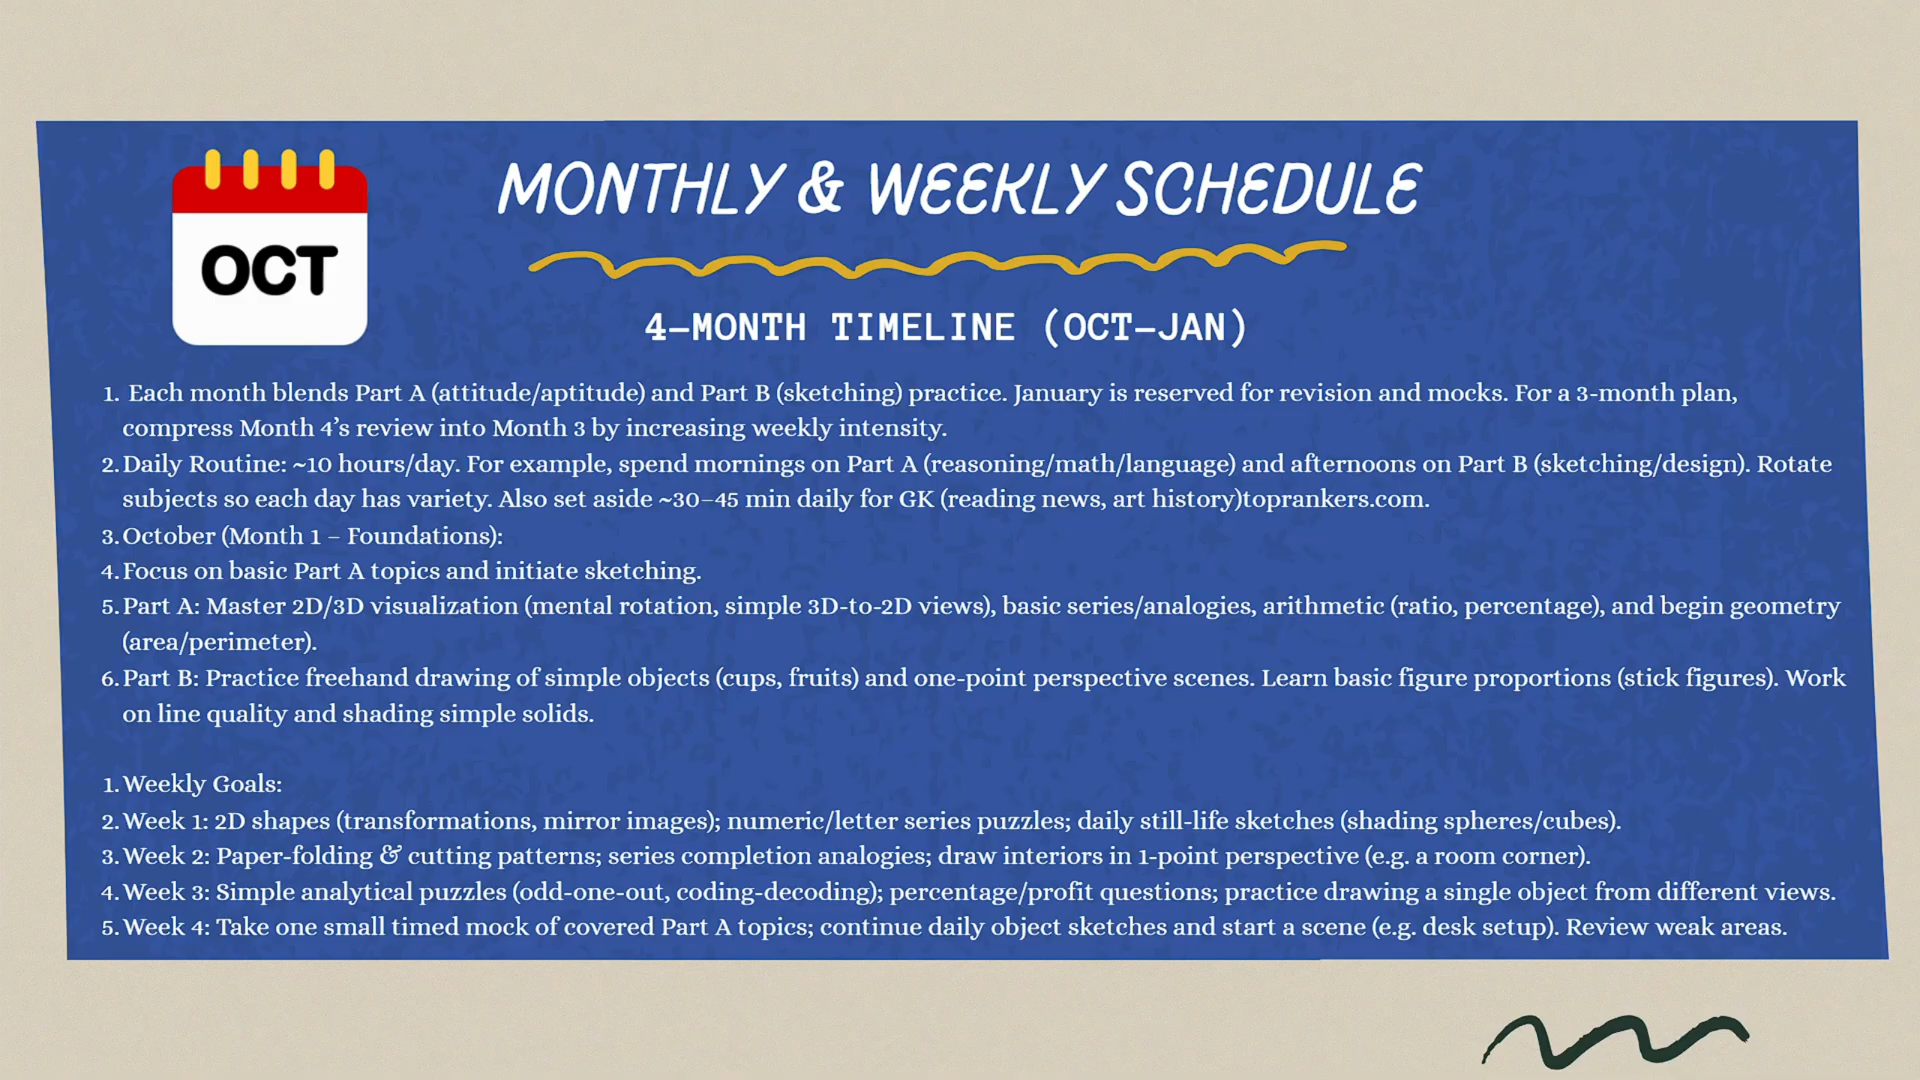 OCT
MONTHLY & WEEKLY SCHEDULE
4-MONTH TIMELINE (OCT-JAN)
1. Each month blends Part A (attitude/aptitude) and Part B (sketching) practice. January is reserved for revision and mocks. For a 3-month plan,
compress Month 4’s review into Month 3 by increasing weekly intensity.
2. Daily Routine: ~10 hours/day. For example, spend mornings on Part A (reasoning/math/language) and afternoons on Part B (sketching/design). Rotate
subjects so each day has variety. Also set aside ~30–45 min daily for GK (reading news, art history)toprankers.com.
3. October (Month 1 – Foundations):
4. Focus on basic Part A topics and initiate sketching.
5. Part A: Master 2D/3D visualization (mental rotation, simple 3D-to-2D views), basic series/analogies, arithmetic (ratio, percentage), and begin geometry
(area/perimeter).
6. Part B: Practice freehand drawing of simple objects (cups, fruits) and one-point perspective scenes. Learn basic figure proportions (stick figures). Work
on line quality and shading simple solids.
1. Weekly Goals:
2. Week 1: 2D shapes (transformations, mirror images); numeric/letter series puzzles; daily still-life sketches (shading spheres/cubes).
3. Week 2: Paper-folding & cutting patterns; series completion analogies; draw interiors in 1-point perspective (e.g. a room corner).
4. Week 3: Simple analytical puzzles (odd-one-out, coding-decoding); percentage/profit questions; practice drawing a single object from different views.
5. Week 4: Take one small timed mock of covered Part A topics; continue daily object sketches and start a scene (e.g. desk setup). Review weak areas.